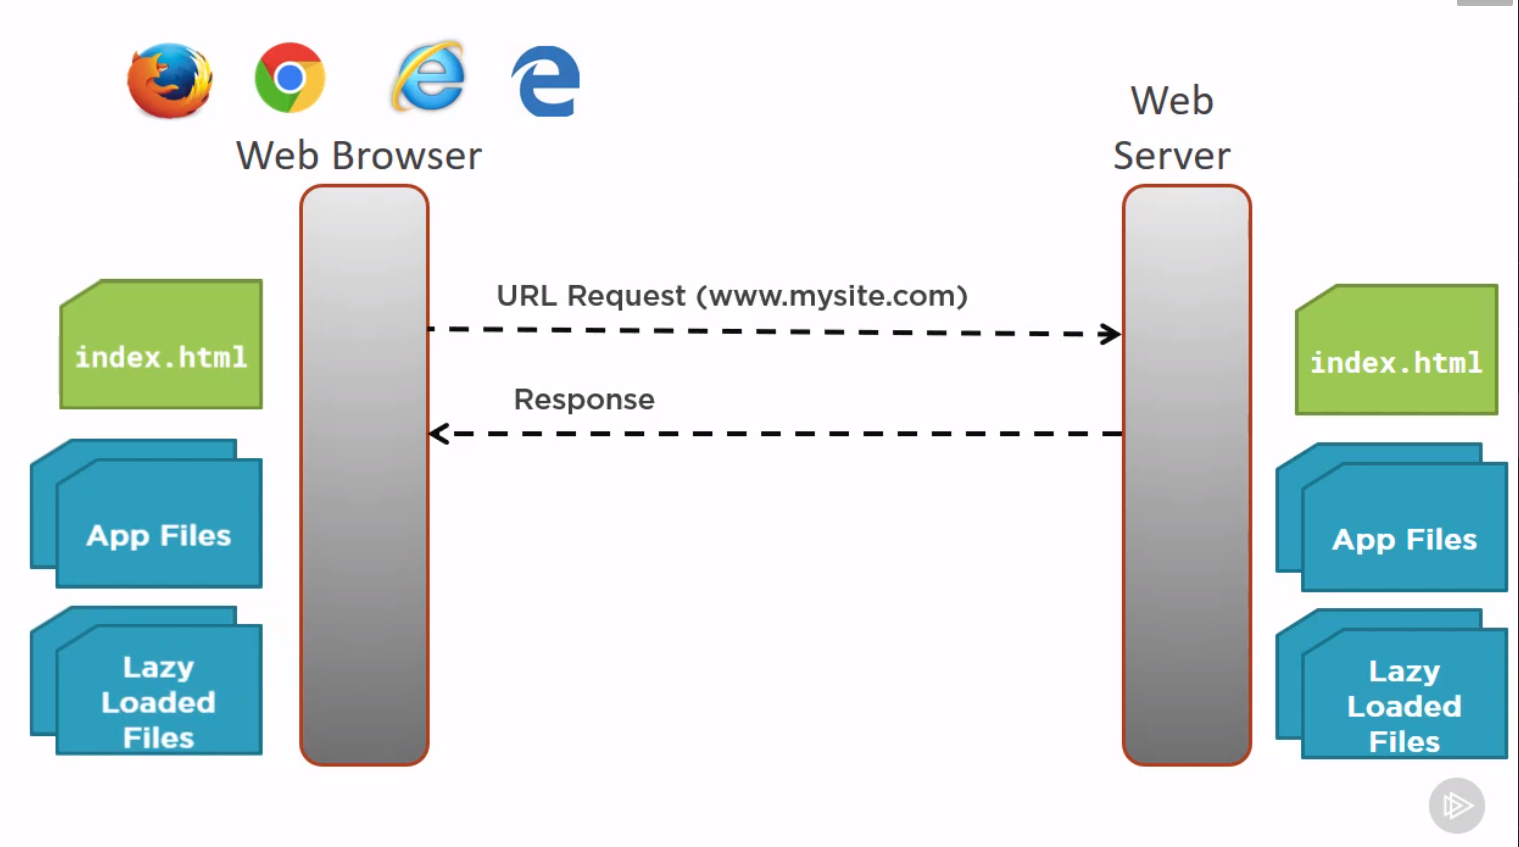 Web Browser
Web
Server
URL Request (www.mysite.com)
Response
index.html
App Files
Lazy
Loaded
Files
index.html
App Files
Lazy
Loaded
Files